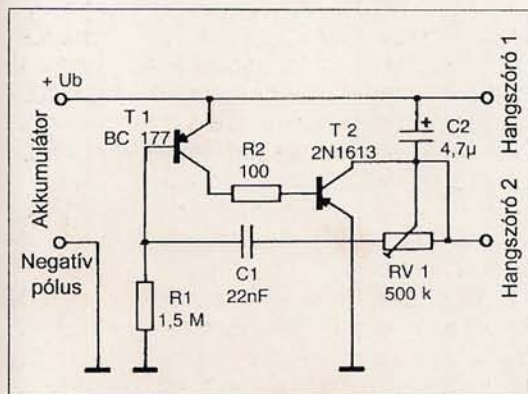 + Ub
Akkumulátor
Negatív
pólus
T 1
BC 177
R2
100
T 2
2N1613
C2
4,7µ
R1
1,5 M
C1
22nF
RV 1
500 k
Hangszóró 1
Hangszóró 2